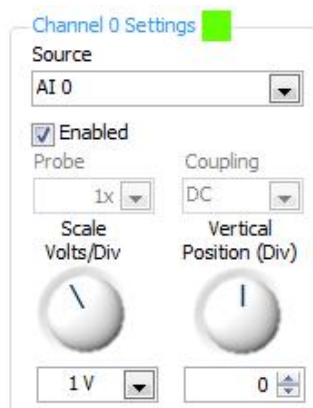 Channel 0 Settings
Source
AI 0
Enabled
Probe Coupling
1x DC
Scale Vertical
Volts/Div Position (Div)
1 V 0